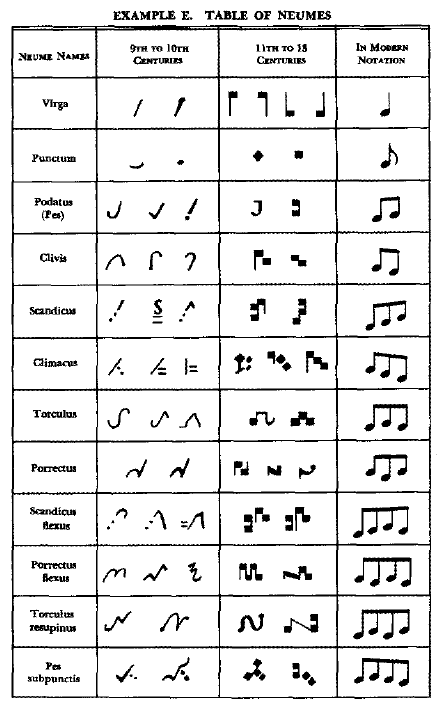 EXAMPLE E. TABLE OF NEUMES
NEUME NAMES
9TH TO 10TH
CENTURIES
11TH TO 18
CENTURIES
IN MODERN
NOTATION
Virga
Punctum
Podatus
(Pes)
Clivis
Scandicus
Climacus
Torculus
Porrectus
Scandicus
flexus
Porrectus
flexus
Torculus
resupinus
Pes
subpunctis